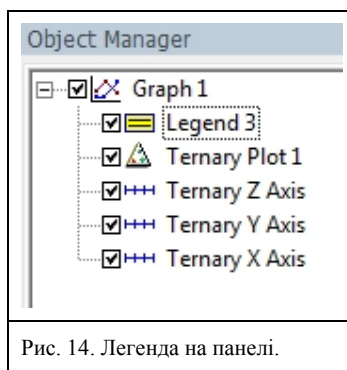 Object Manager
Graph 1
Legend 3
Ternary Plot 1
Ternary Z Axis
Ternary Y Axis
Ternary X Axis
Рис. 14. Легенда на панелі.